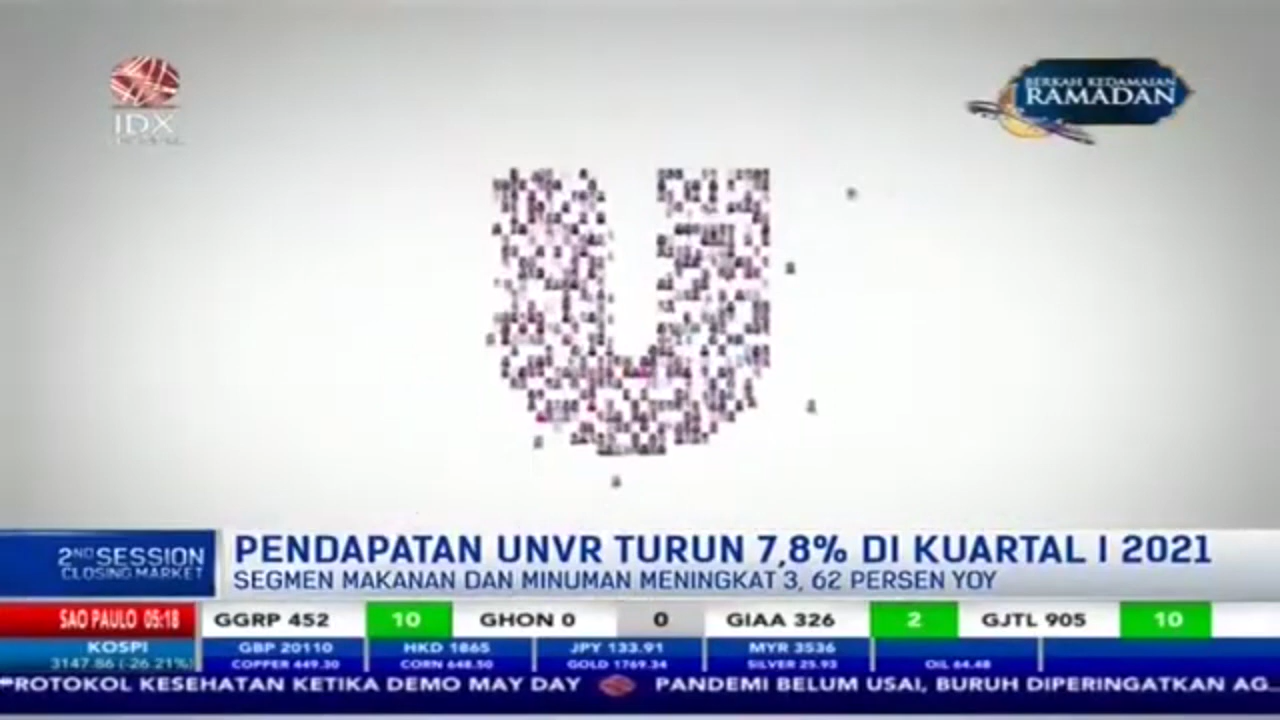 IDX
BERKAH KEDAMAIAN
RAMADAN
2ND SESSION
CLOSING MARKET
PENDAPATAN UNVR TURUN 7,8% DI KUARTAL I 2021
SEGMEN MAKANAN DAN MINUMAN MENINGKAT 3, 62 PERSEN YOY
SAO PAULO 05:18
GGRP 452 10 GHON 0 0 GIAA 326 2 GJTL 905 10
KOSPI GBP 20110 HKD 1865 JPY 133.91 MYR 3536
3147.86 (-26.21%) COPPER 449.30 CORN 648.50 GOLD 1769.34 SILVER 25.93 OIL 64.48
ROTOKOL KESEHATAN KETIKA DEMO MAY DAY PANDEMI BELUM USAI, BURUH DIPERINGATKAN AG